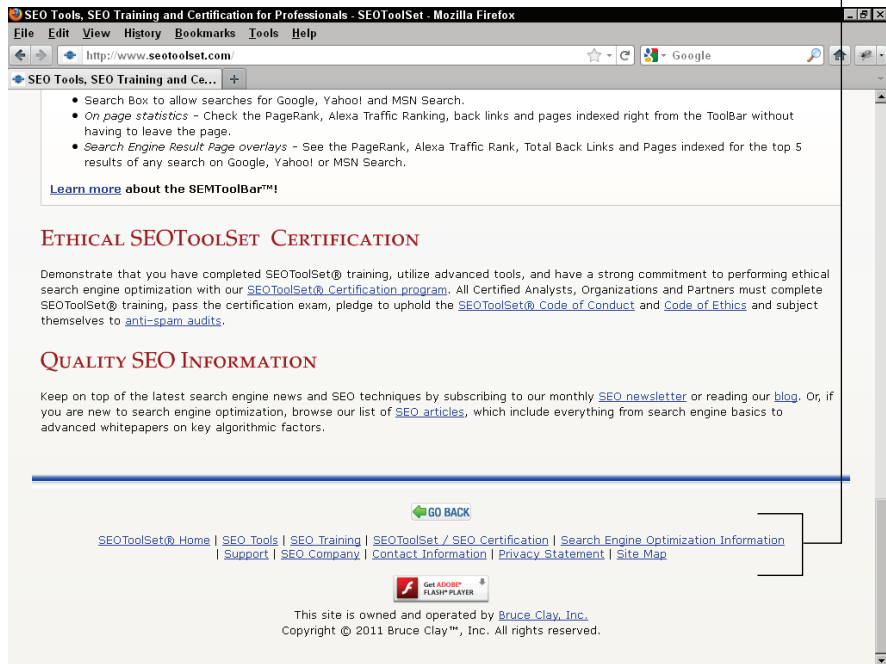 SEO Tools, SEO Training and Certification for Professionals - SEOToolSet - Mozilla Firefox
File Edit View History Bookmarks Tools Help
http://www.seotoolset.com/
Google
SEO Tools, SEO Training and Ce...
• Search Box to allow searches for Google, Yahoo! and MSN Search.
• On page statistics – Check the PageRank, Alexa Traffic Ranking, back links and pages indexed right from the ToolBar without
having to leave the page.
• Search Engine Result Page overlays – See the PageRank, Alexa Traffic Rank, Total Back Links and Pages indexed for the top 5
results of any search on Google, Yahoo! or MSN Search.
Learn more about the SEMToolBar™!
ETHICAL SEOTOOLSET CERTIFICATION
Demonstrate that you have completed SEOToolSet® training, utilize advanced tools, and have a strong commitment to performing ethical
search engine optimization with our SEOToolSet® Certification program. All Certified Analysts, Organizations and Partners must complete
SEOToolSet® training, pass the certification exam, pledge to uphold the SEOToolSet® Code of Conduct and Code of Ethics and subject
themselves to anti-spam audits.
QUALITY SEO INFORMATION
Keep on top of the latest search engine news and SEO techniques by subscribing to our monthly SEO newsletter or reading our blog. Or, if
you are new to search engine optimization, browse our list of SEO articles, which include everything from search engine basics to
advanced whitepapers on key algorithmic factors.
GO BACK
SEOToolSet® Home | SEO Tools | SEO Training | SEOToolSet / SEO Certification | Search Engine Optimization Information
| Support | SEO Company | Contact Information | Privacy Statement | Site Map
Get ADOBE®
FLASH® PLAYER
This site is owned and operated by Bruce Clay, Inc.
Copyright © 2011 Bruce Clay™, Inc. All rights reserved.